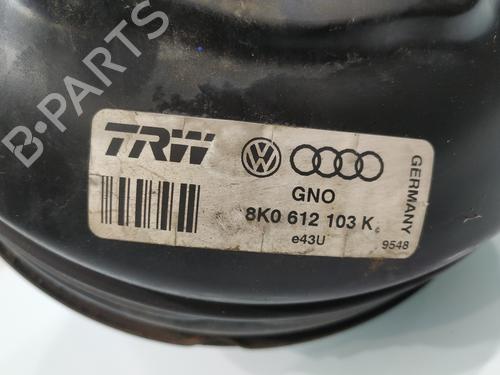 B-PARTS
TRW
GNO
8K0 612 103 K
e43U
GERMANY
9548